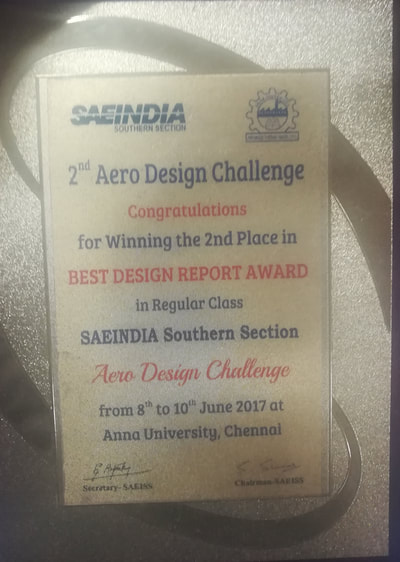 SAEINDIA
SOUTHERN SECTION
2nd Aero Design Challenge
Congratulations
for Winning the 2nd Place in
BEST DESIGN REPORT AWARD
in Regular Class
SAEINDIA Southern Section
Aero Design Challenge
from 8th to 10th June 2017 at
Anna University, Chennai
Secretary- SAEISS
Chairman-SAEISS